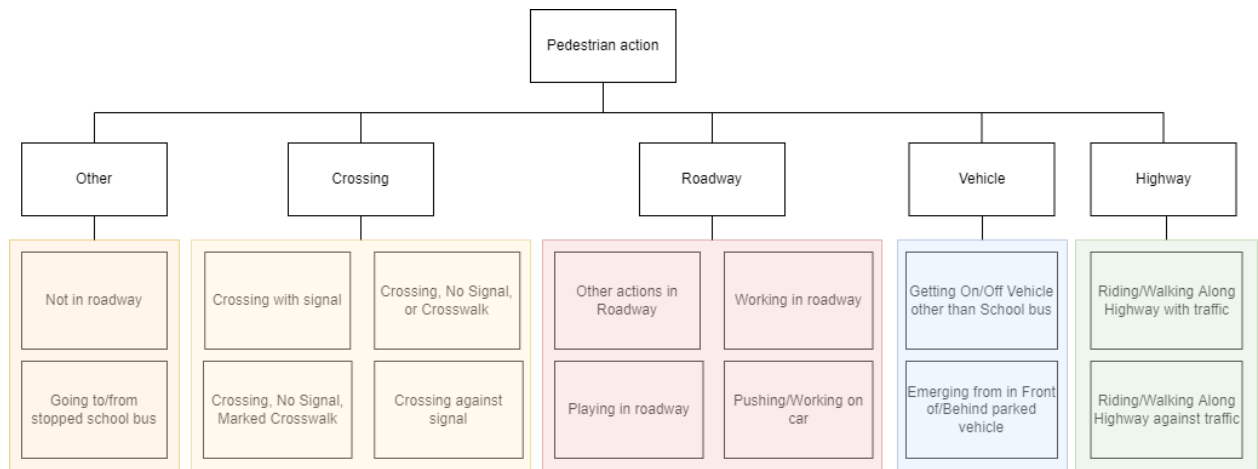 Pedestrian action
Other
Crossing
Roadway
Vehicle
Highway
Not in roadway
Going to/from
stopped school bus
Crossing with signal
Crossing, No Signal,
or Crosswalk
Crossing, No Signal,
Marked Crosswalk
Crossing against
signal
Other actions in
Roadway
Working in roadway
Playing in roadway
Pushing/Working on
car
Getting On/Off Vehicle
other than School bus
Emerging from in Front
of/Behind parked
vehicle
Riding/Walking Along
Highway with traffic
Riding/Walking Along
Highway against traffic